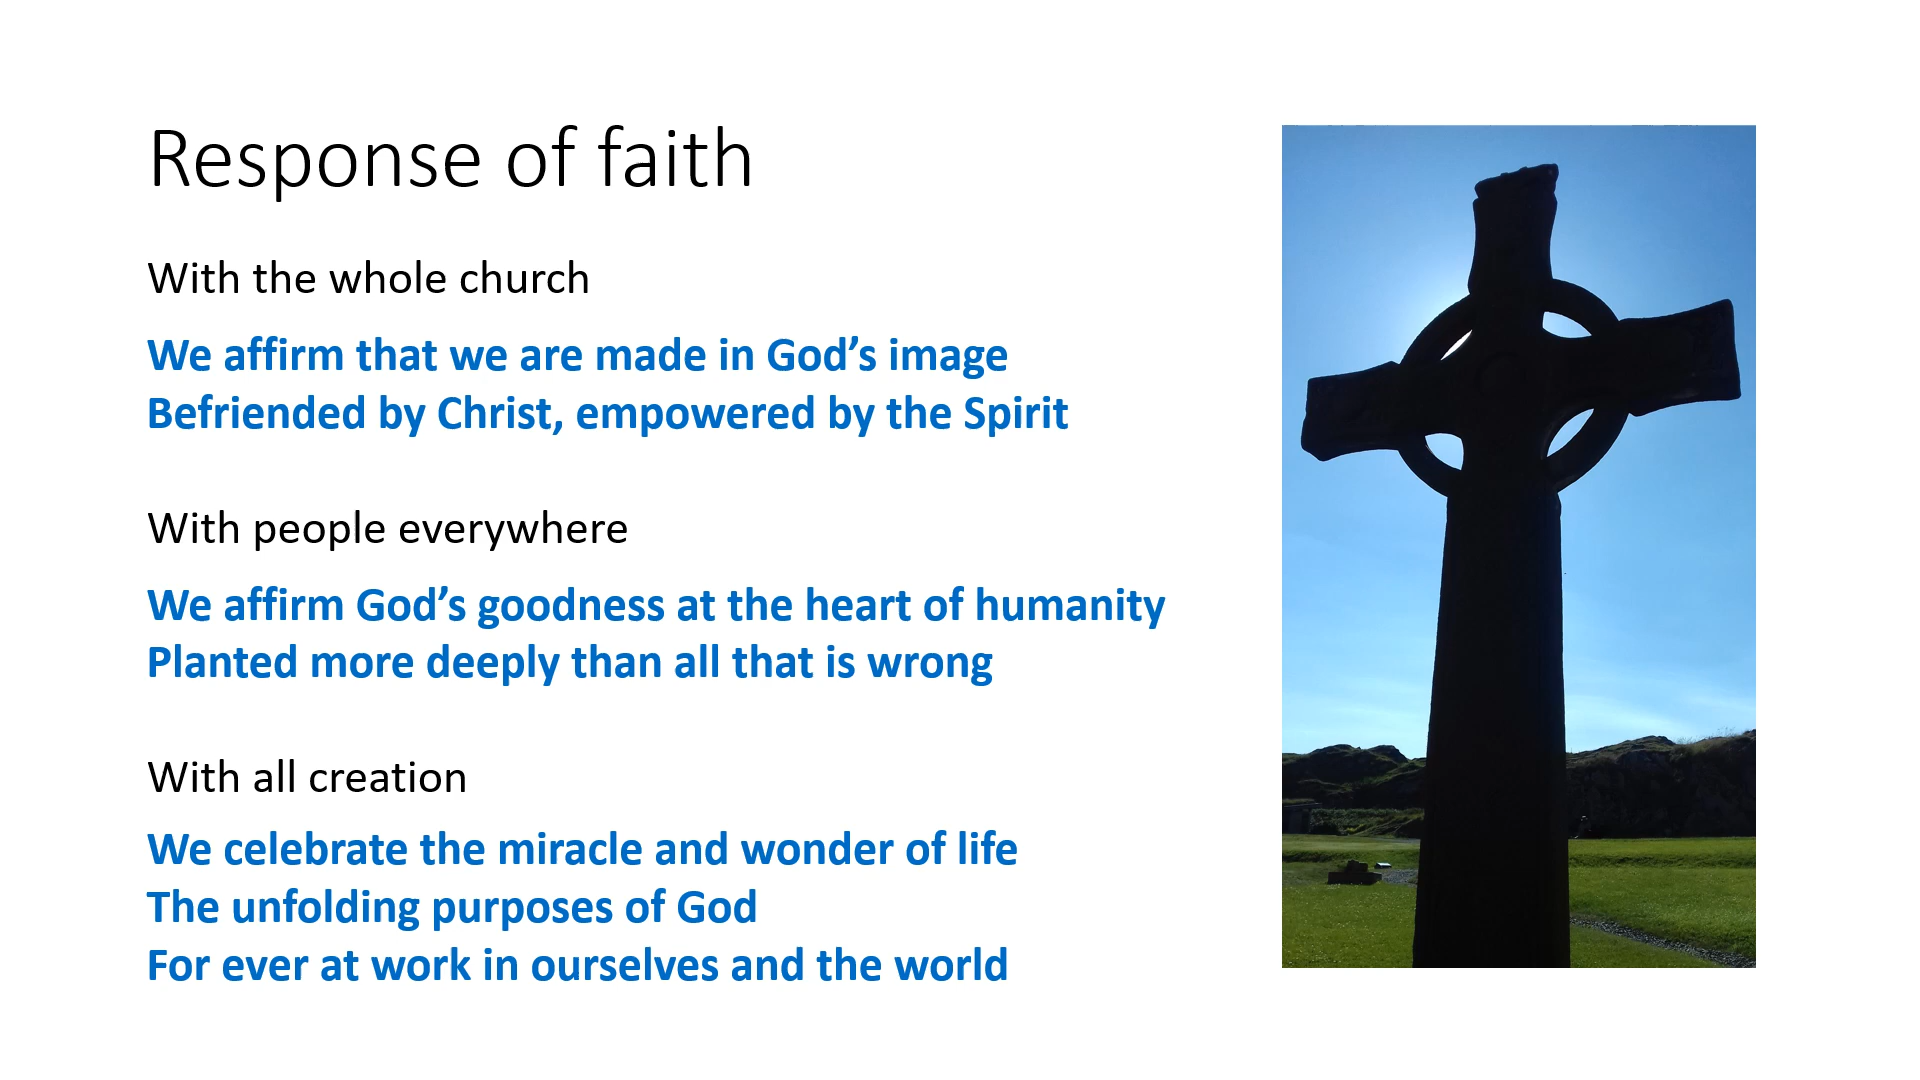 Response of faith
With the whole church
We affirm that we are made in God’s image
Befriended by Christ, empowered by the Spirit
With people everywhere
We affirm God’s goodness at the heart of humanity
Planted more deeply than all that is wrong
With all creation
We celebrate the miracle and wonder of life
The unfolding purposes of God
For ever at work in ourselves and the world